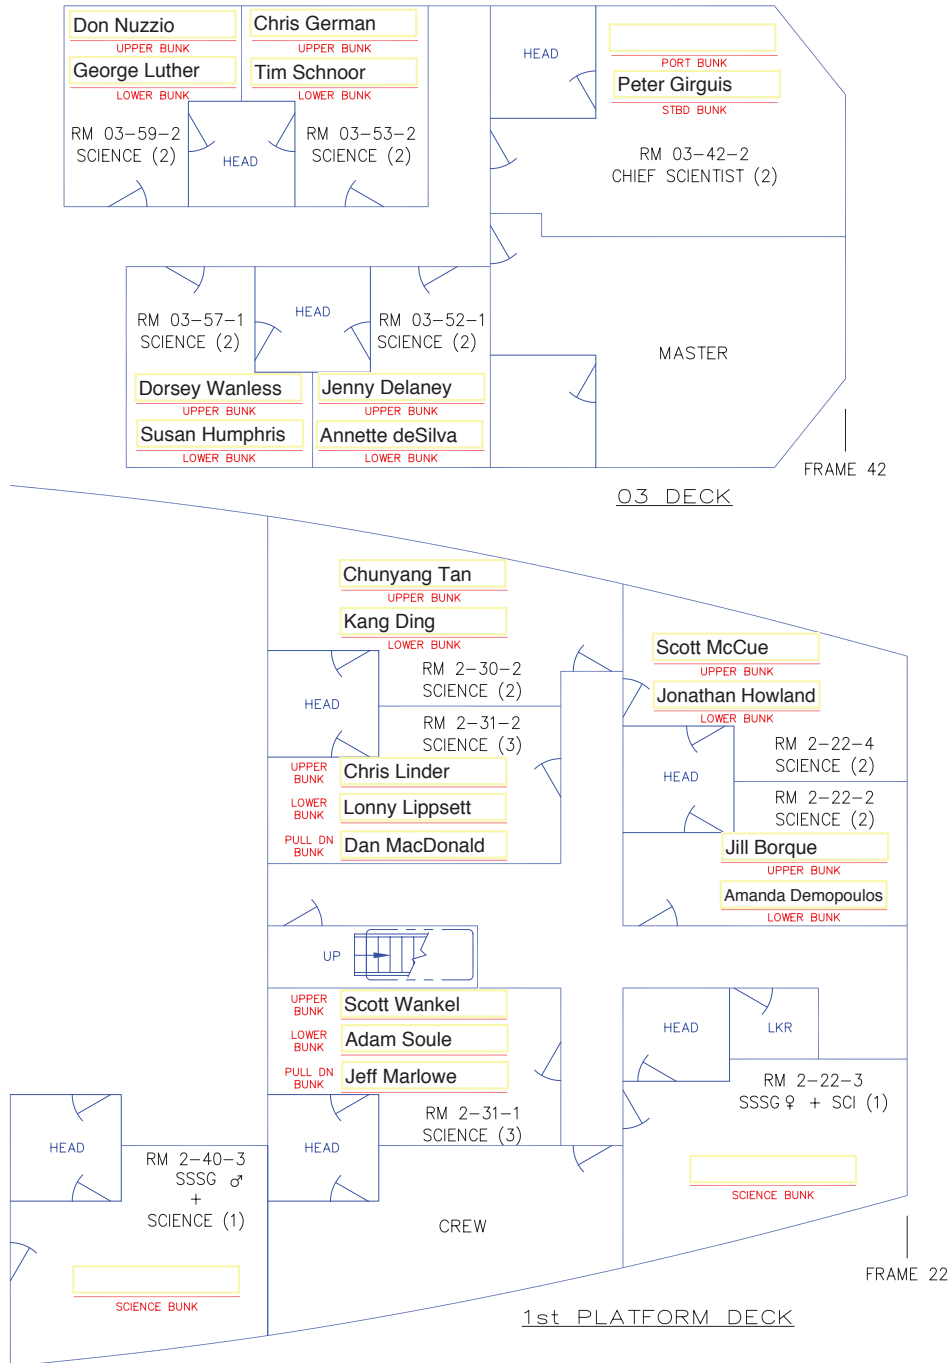 Don Nuzzio
UPPER BUNK
George Luther
LOWER BUNK
RM 03-59-2
SCIENCE (2)
HEAD
Chris German
UPPER BUNK
Tim Schnoor
LOWER BUNK
RM 03-53-2
SCIENCE (2)
HEAD
PORT BUNK
Peter Girguis
STBD BUNK
RM 03-42-2
CHIEF SCIENTIST (2)
RM 03-57-1
SCIENCE (2)
HEAD
RM 03-52-1
SCIENCE (2)
Dorsey Wanless
UPPER BUNK
Susan Humphris
LOWER BUNK
Jenny Delaney
UPPER BUNK
Annette deSilva
LOWER BUNK
MASTER
FRAME 42
03 DECK
Chunyang Tan
UPPER BUNK
Kang Ding
LOWER BUNK
RM 2-30-2
SCIENCE (2)
HEAD
RM 2-31-2
SCIENCE (3)
UPPER
BUNK
Chris Linder
LOWER
BUNK
Lonny Lippsett
PULL DN
BUNK
Dan MacDonald
Scott McCue
UPPER BUNK
Jonathan Howland
LOWER BUNK
RM 2-22-4
SCIENCE (2)
HEAD
RM 2-22-2
SCIENCE (2)
Jill Borque
UPPER BUNK
Amanda Demopoulos
LOWER BUNK
UP
UPPER
BUNK
Scott Wankel
LOWER
BUNK
Adam Soule
PULL DN
BUNK
Jeff Marlowe
RM 2-31-1
SCIENCE (3)
HEAD
HEAD
LKR
RM 2-22-3
SSSG♀ + SCI (1)
SCIENCE BUNK
HEAD
RM 2-40-3
SSSG ♂
+
SCIENCE (1)
SCIENCE BUNK
CREW
FRAME 22
1st PLATFORM DECK